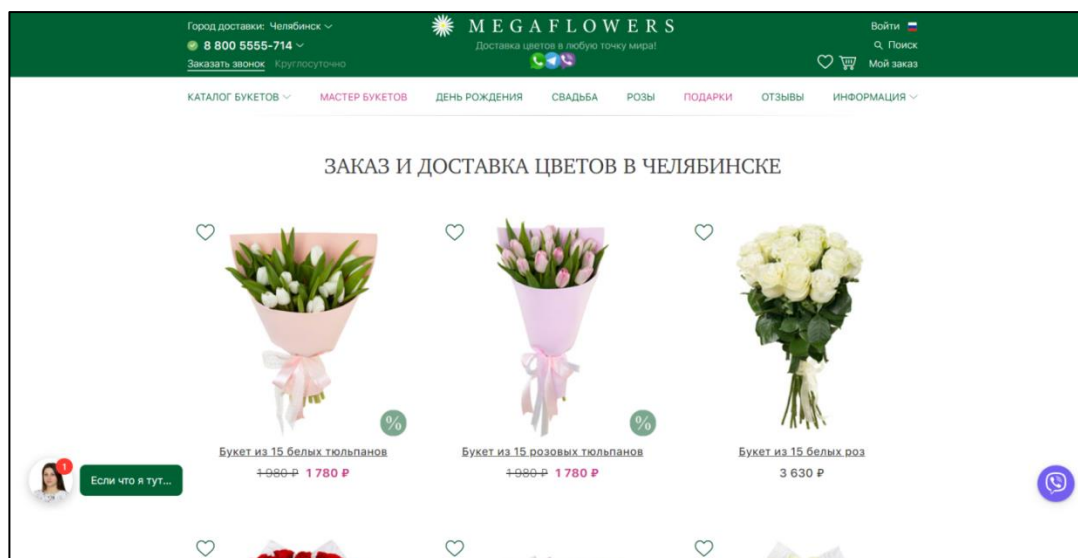 Город доставки: Челябинск
8 800 5555-714
Заказать звонок Круглосуточно
MEGAFLOWERS
Доставка цветов в любую точку мира!
Войти
Поиск
Мой заказ
КАТАЛОГ БУКЕТОВ МАСТЕР БУКЕТОВ ДЕНЬ РОЖДЕНИЯ СВАДЬБА РОЗЫ ПОДАРКИ ОТЗЫВЫ ИНФОРМАЦИЯ
ЗАКАЗ И ДОСТАВКА ЦВЕТОВ В ЧЕЛЯБИНСКЕ
% %
Букет из 15 белых тюльпанов Букет из 15 розовых тюльпанов Букет из 15 белых роз
1 980 ₽ 1 780 ₽ 1 980 ₽ 1 780 ₽ 3 630 ₽
1
Если что я тут...